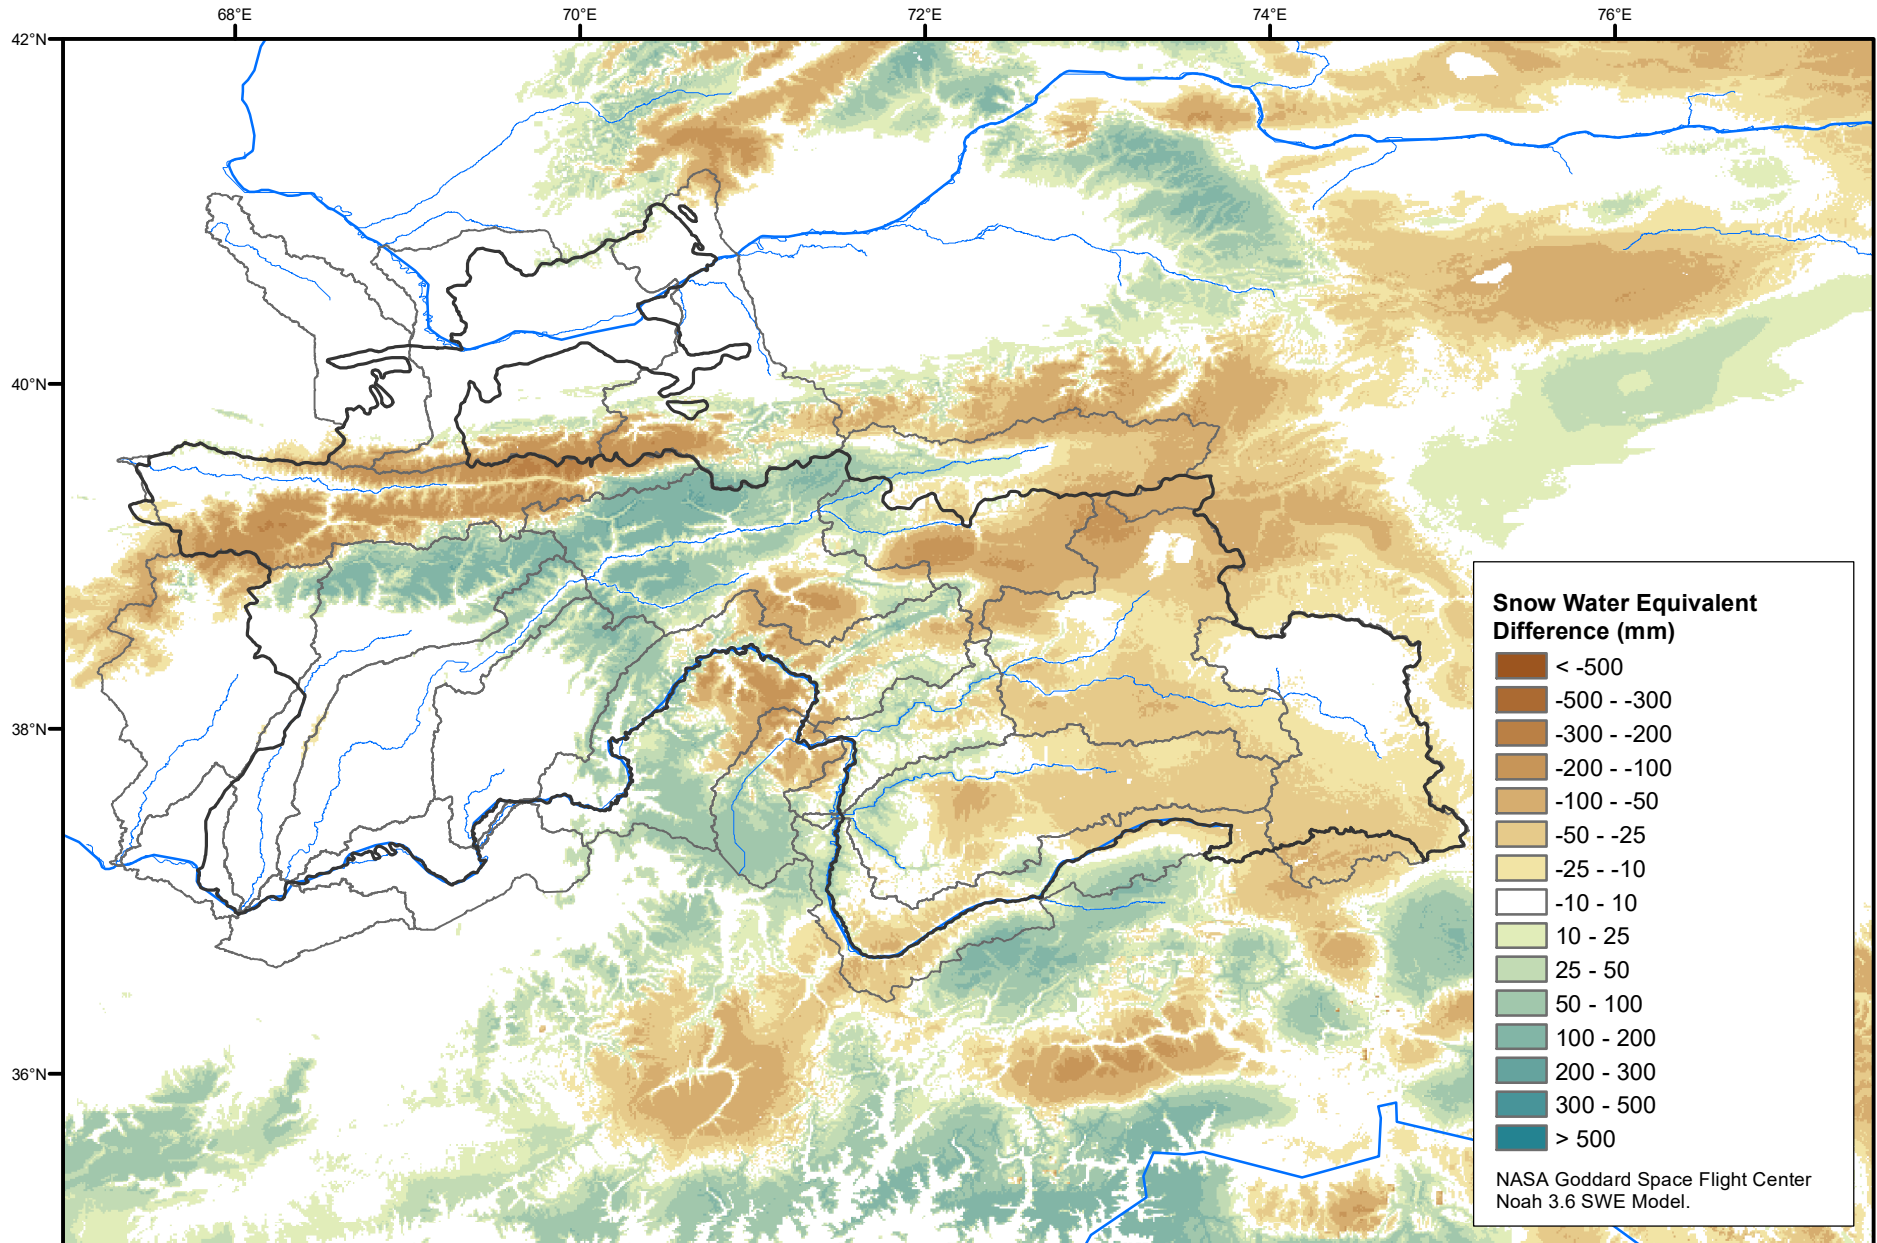 68°E 70°E 72°E 74°E 76°E
42°N
40°N
38°N
36°N
Snow Water Equivalent
Difference (mm)
< -500
-500 - -300
-300 - -200
-200 - -100
-100 - -50
-50 - -25
-25 - -10
-10 - 10
10 - 25
25 - 50
50 - 100
100 - 200
200 - 300
300 - 500
> 500
NASA Goddard Space Flight Center
Noah 3.6 SWE Model.